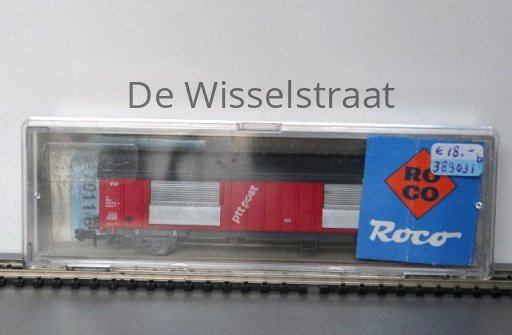 De Wisselstraat
€18.-
389031
RO
CO
Roco
ptt post